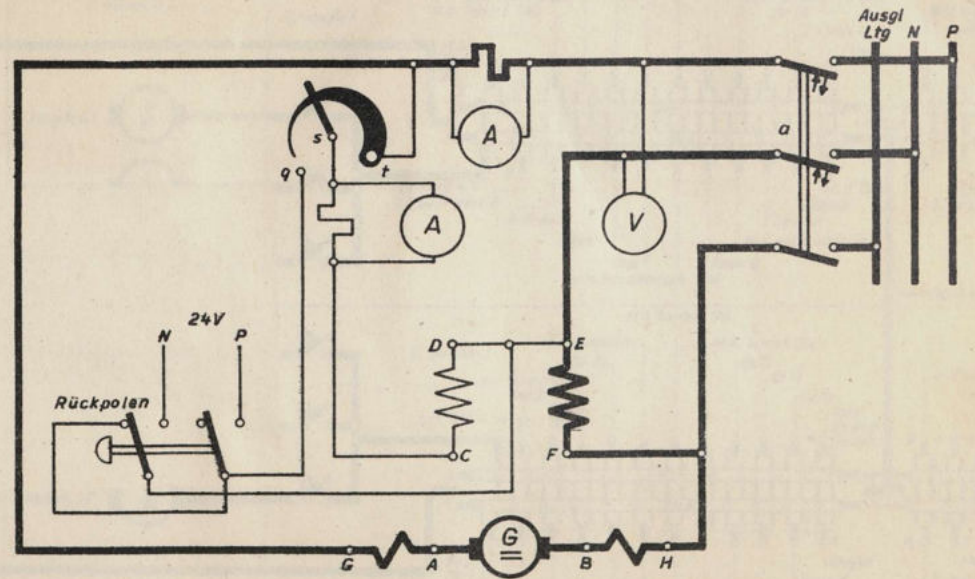 Ausgl
Ltg N P
A
a
s
t
q
A
V
24V
N P
D E
Rückpolen
C F
G
G A B H